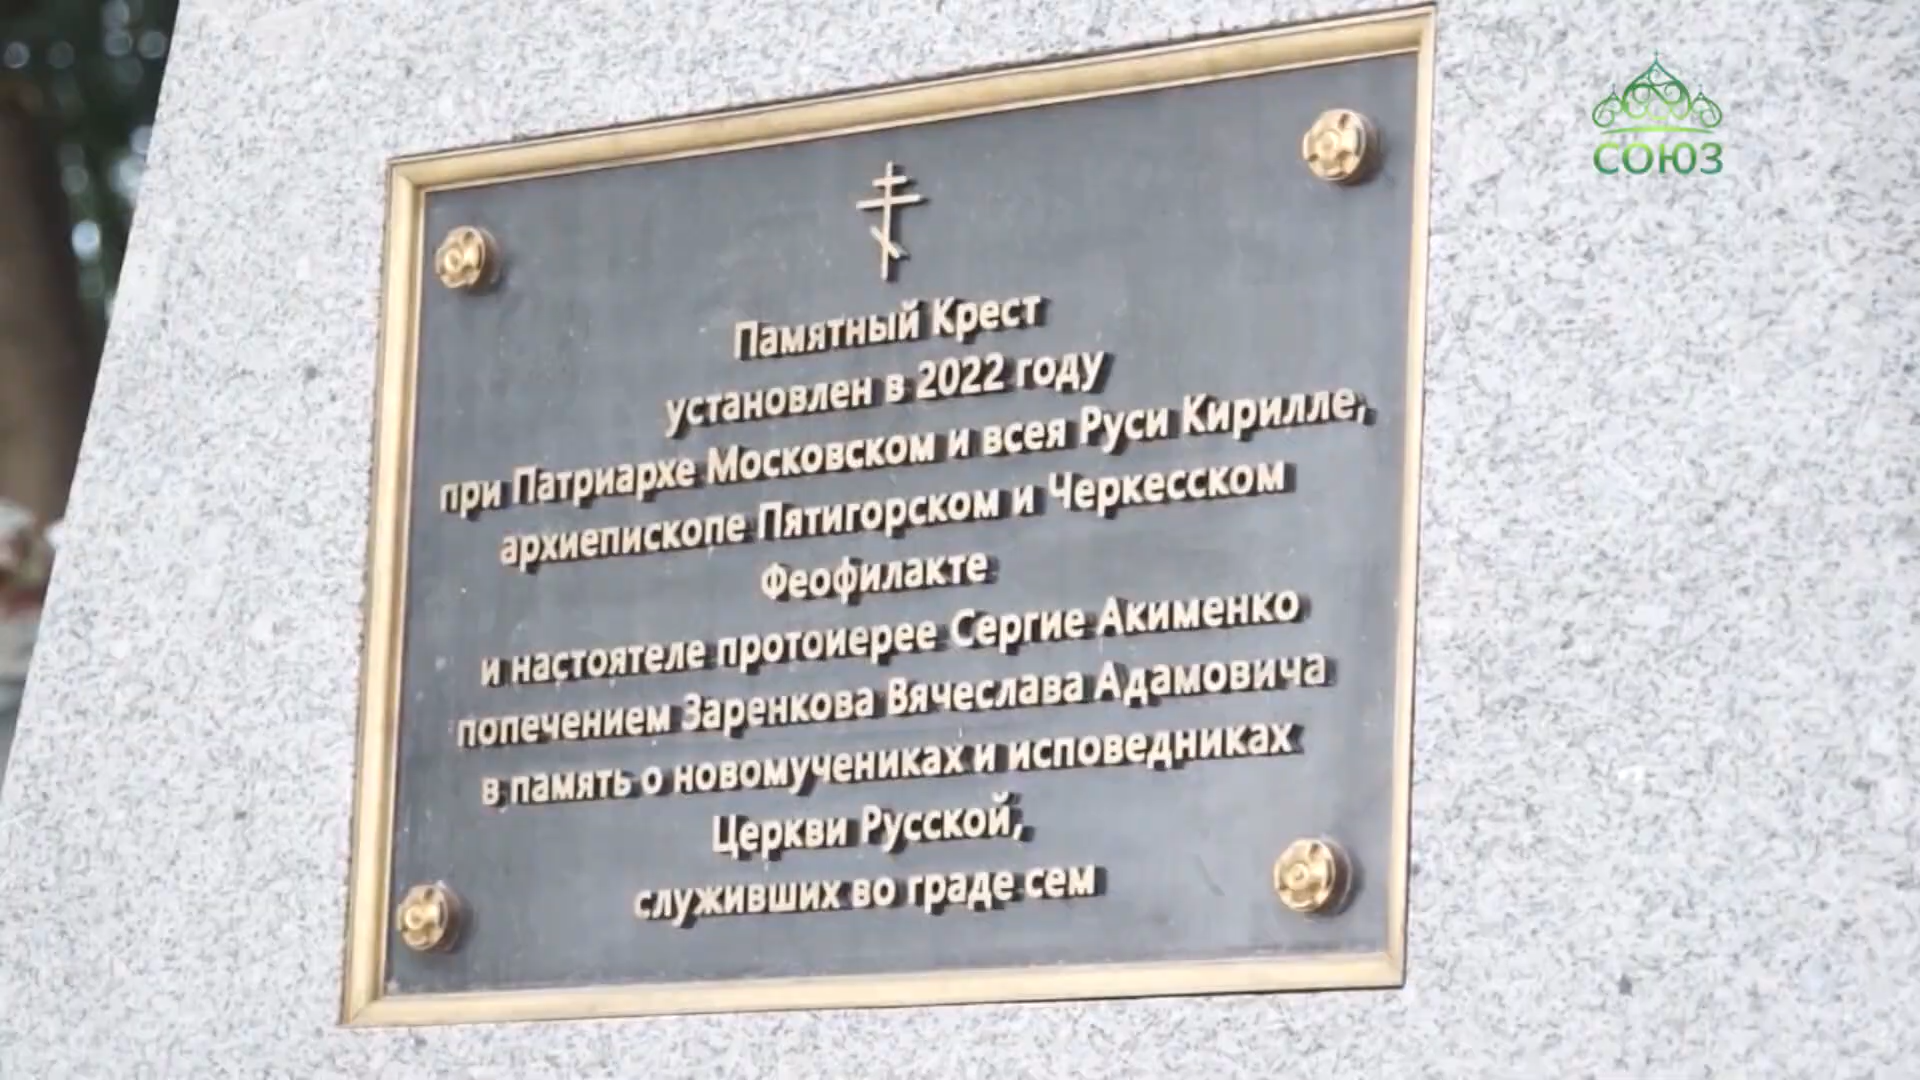 СОЮЗ
Памятный Крест
установлен в 2022 году
при Патриархе Московском и всея Руси Кирилле,
архиепископе Пятигорском и Черкесском
Феофилакте
и настоятеле протоиерее Сергие Акименко
попечением Заренкова Вячеслава Адамовича
в память о новомучениках и исповедниках
Церкви Русской,
служивших во граде сем